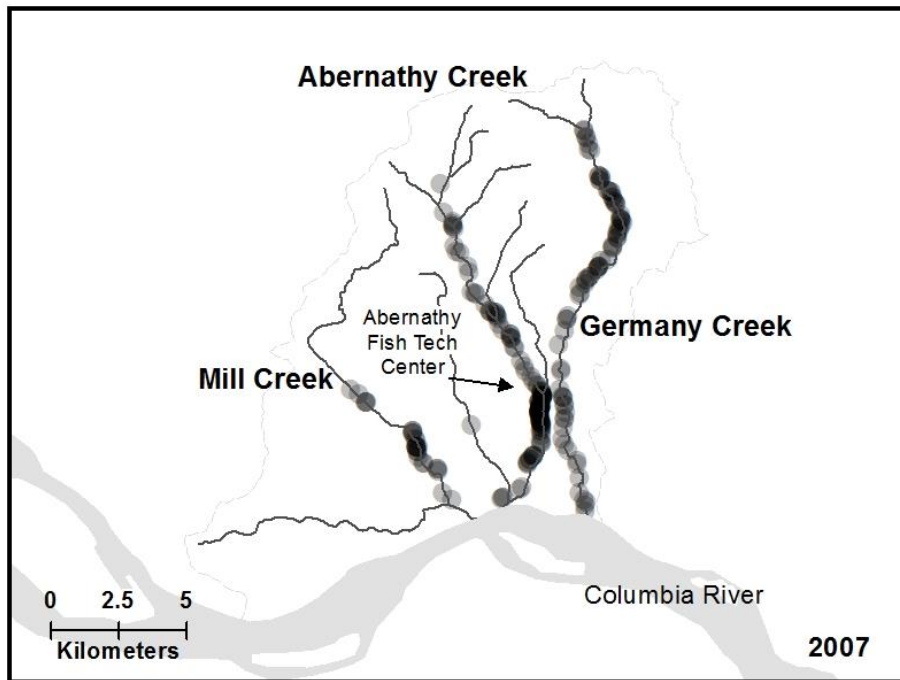 Abernathy Creek
Abernathy
Fish Tech
Center
Germany Creek
Mill Creek
Columbia River
0 2.5 5
Kilometers
2007